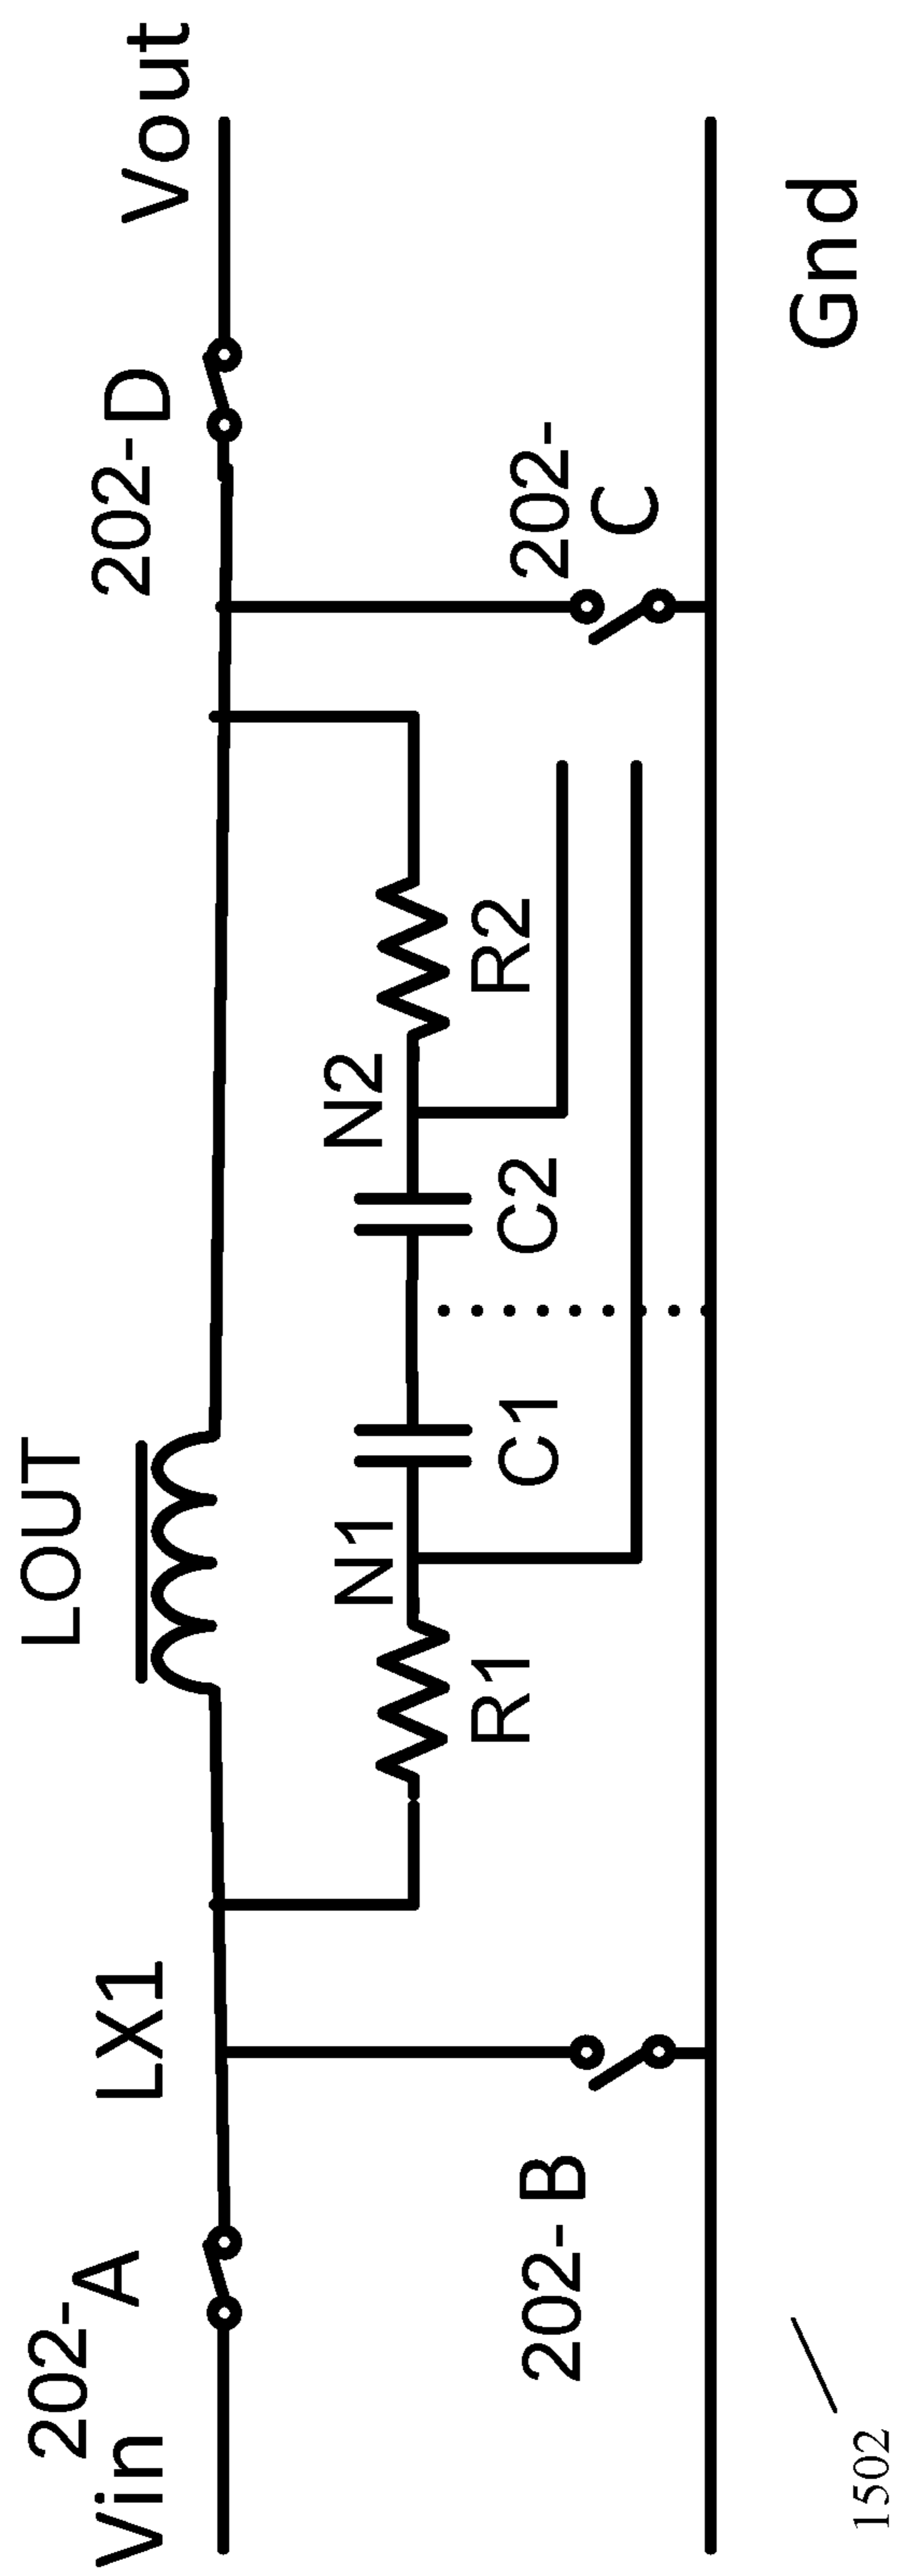 LOUT
202-
A
Vin
LX1
202-D
Vout
N1
N2
R1
C1
C2
R2
202-B
202-
C
Gnd
1502